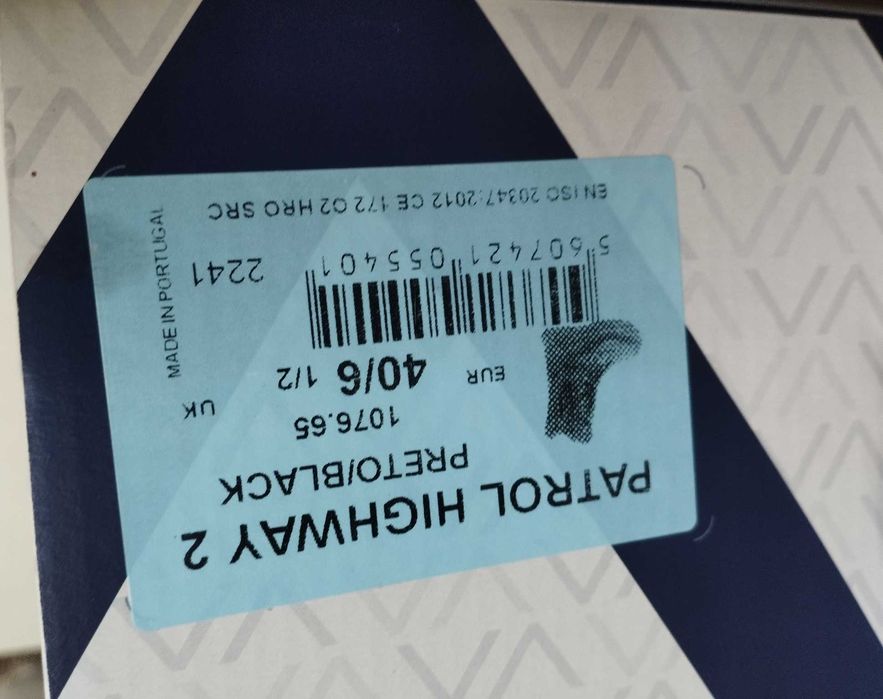 PATROL HIGHWAY 2
PRETO/BLACK
1076.65
EUR 40/6 1/2 UK
5 607421 055401
2241
EN ISO 20347:2012 CE 172 O2 HRO SRC
MADE IN PORTUGAL